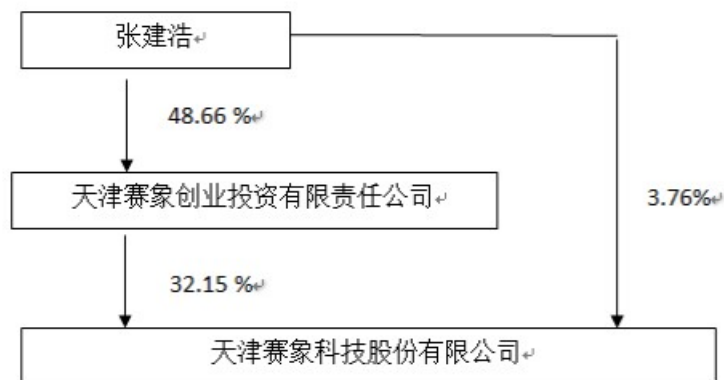 张建浩
48.66 %
天津赛象创业投资有限责任公司
3.76%
32.15 %
天津赛象科技股份有限公司